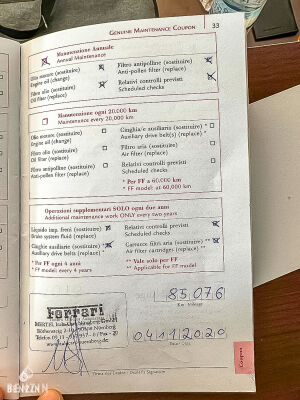 GENUINE MAINTENANCE COUPON 33
Manutenzione Annuale
Annual Maintenance
Olio motore (sostituire)
Engine oil (change)
Filtro antipolline (sostituire)
Anti-pollen filter (replace)
Filtro olio (sostituire)
Oil filter (replace)
Relativi controlli previsti
Scheduled checks
Manutenzione ogni 20.000 km
Maintenance every 20,000 km
Olio motore (sostituire)
Engine oil (change)
Cinghia/e ausiliaria (sostituire) *
Auxiliary drive belt(s) (replace) *
Filtro olio (sostituire)
Oil filter (replace)
Filtro aria (sostituire)
Air filter (replace)
Filtro antipolline (sostituire)
Anti-pollen filter (replace)
Relativi controlli previsti
Scheduled checks
* Per FF a 60.000 km
* FF model: at 60,000 km
Operazioni supplementari SOLO ogni due anni
Additional maintenance work ONLY every two years
Liquido imp. freni (sostituire)
Brake system fluid (replace)
Relativi controlli previsti
Scheduled checks
Cinghie ausiliarie (sostituire) *
Auxiliary drive belts (replace) *
Cartucce filtri aria (sostituire) **
Air filter cartridges (replace) **
* Per FF ogni 4 anni
* FF model: every 4 years
** Vale solo per FF
** Applicable for FF model
Ferrari
85076
Km - Mileage
04112020
Coupon
BENZIN